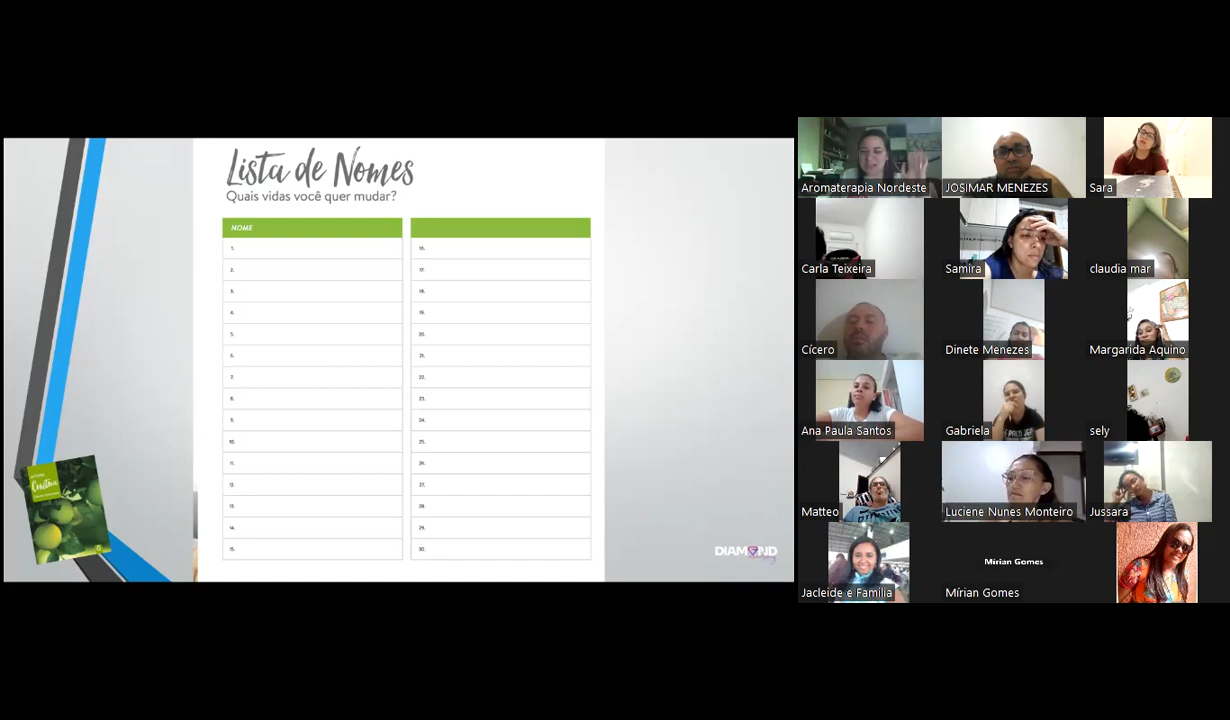 Lista de Nomes
Quais vidas você quer mudar?
NOME
1.
2.
3.
4.
5.
6.
7.
8.
9.
10.
11.
12.
13.
14.
15.
16.
17.
18.
19.
20.
21.
22.
23.
24.
25.
26.
27.
28.
29.
30.
Construa
DIAMOND
Aromaterapia Nordeste
JOSIMAR MENEZES
Sara
Carla Teixeira
Samira
claudia mar
Cícero
Dinete Menezes
Margarida Aquino
Ana Paula Santos
Gabriela
sely
Matteo
Luciene Nunes Monteiro
Jussara
Jacleide e Familia
Mirian Gomes
Mírian Gomes